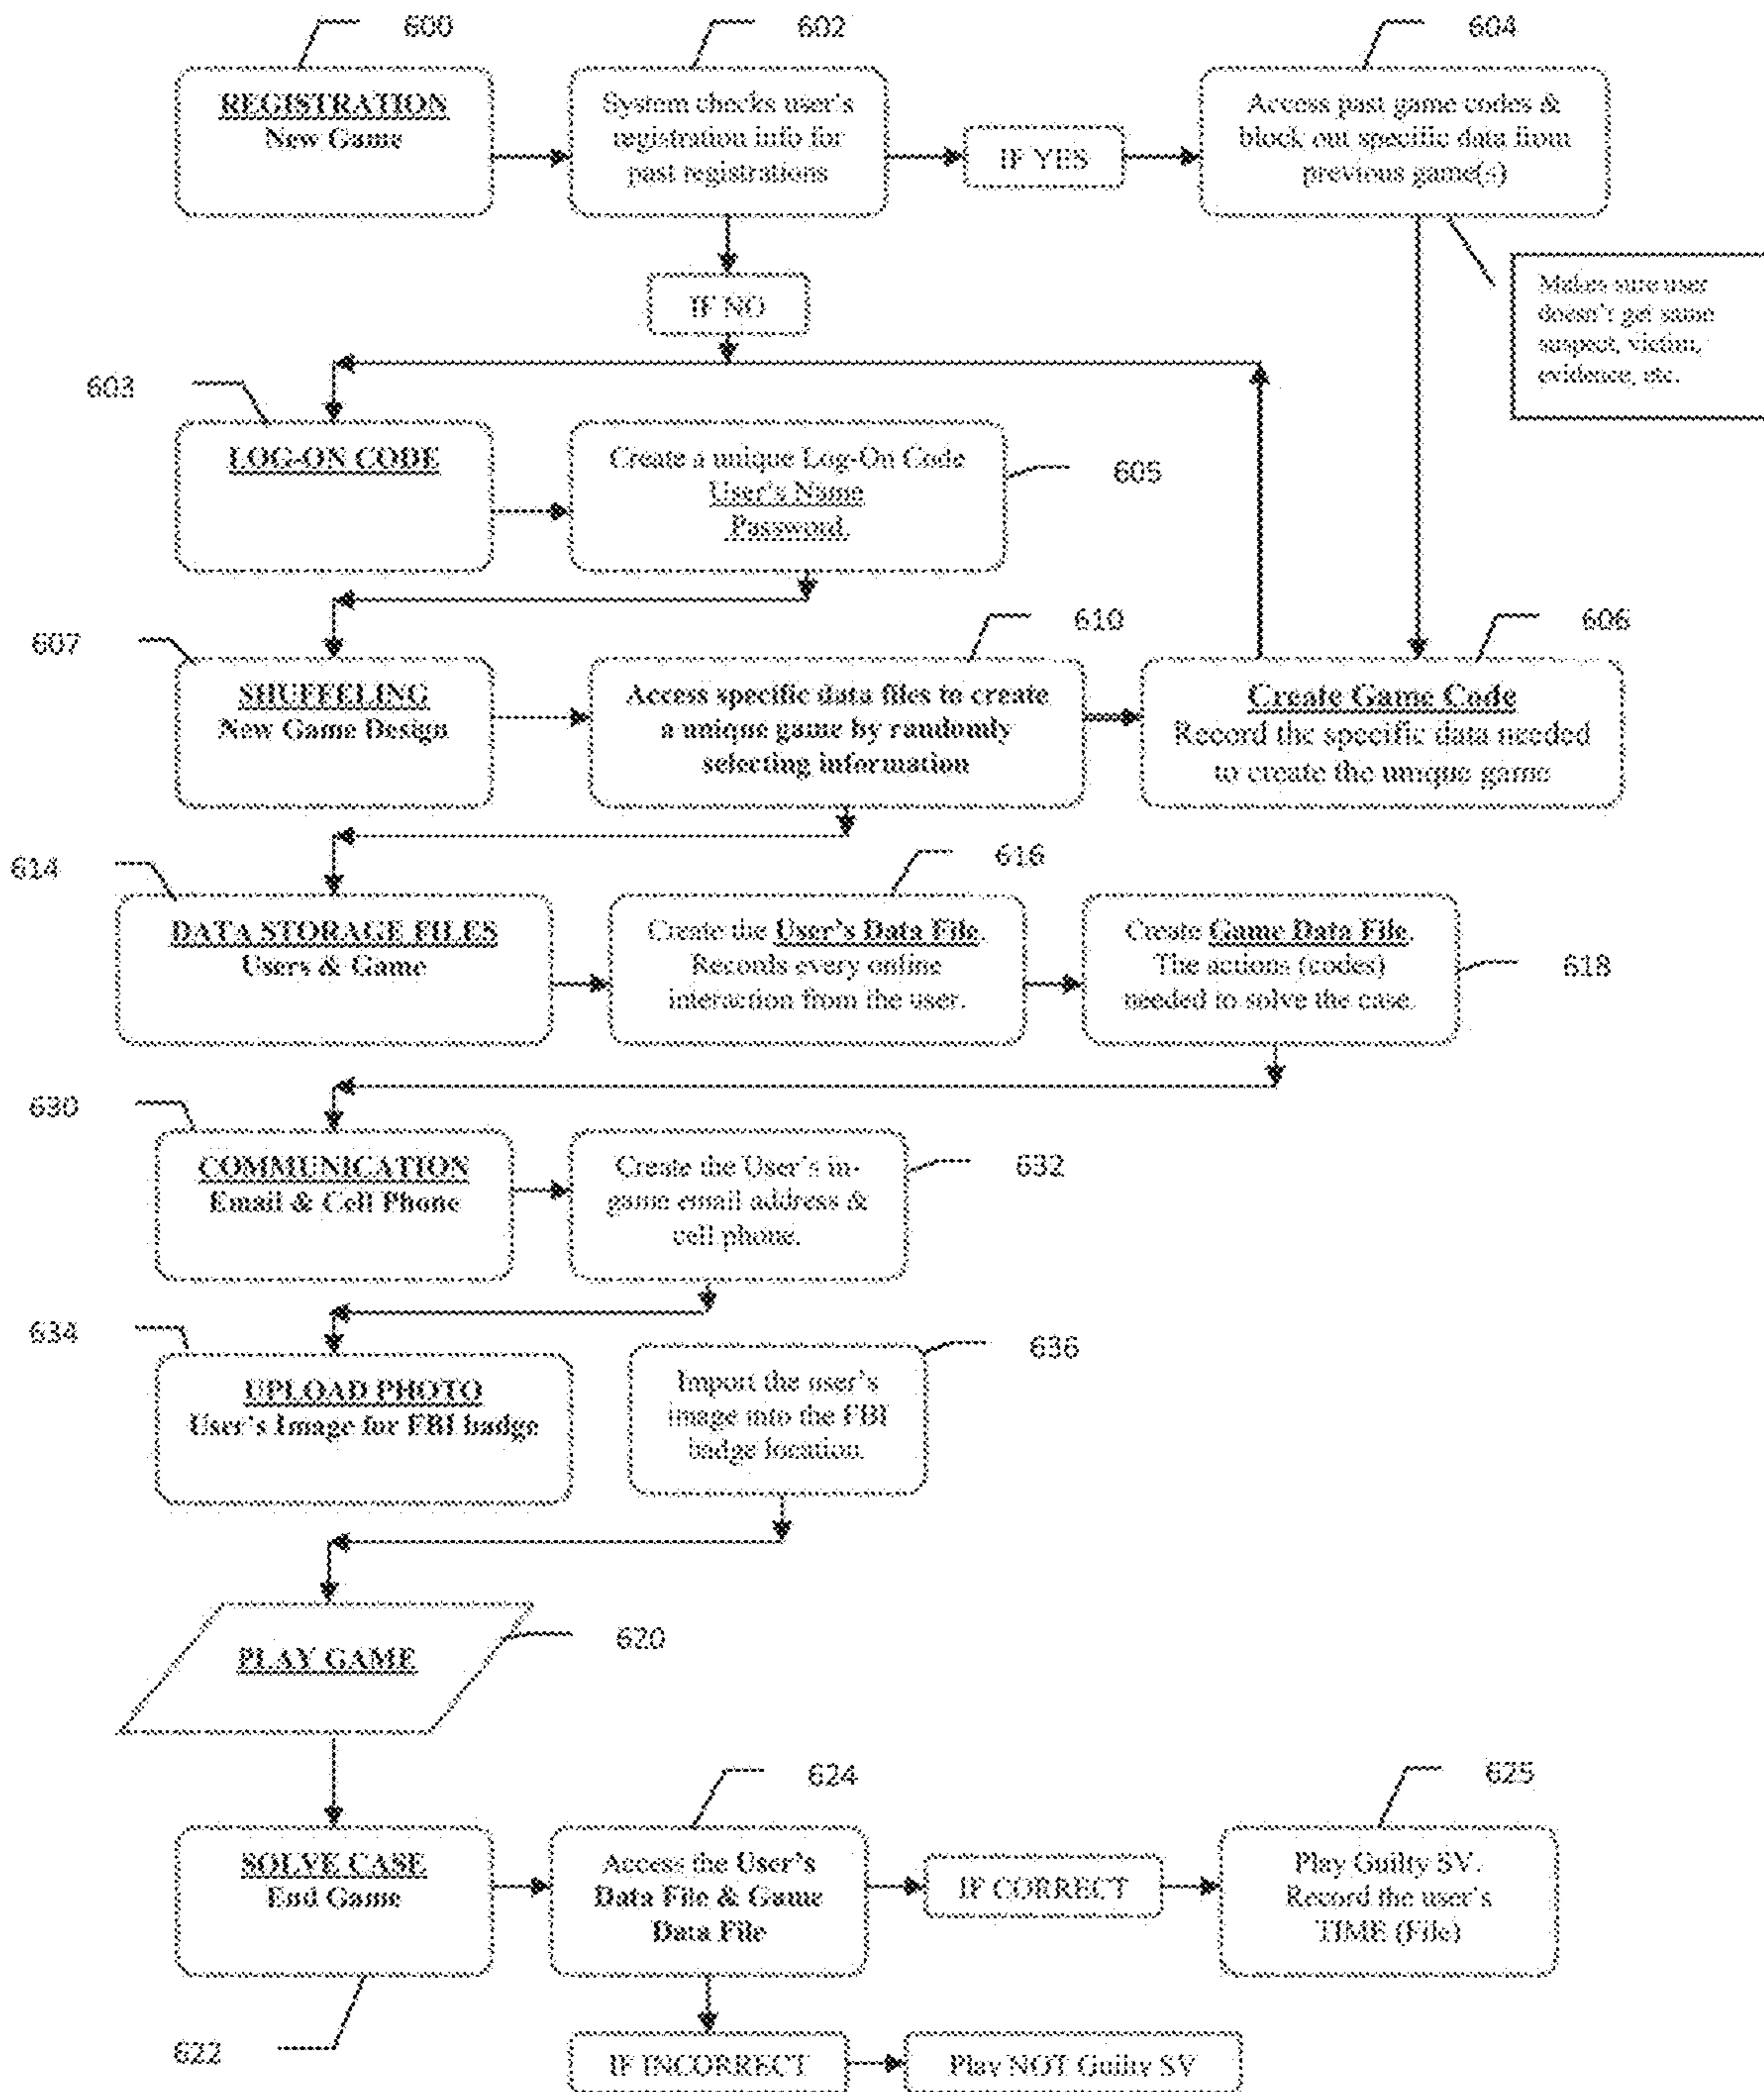 600
602
604
REGISTRATION
New Game
System checks user's
registration info for
past registrations
IF YES
Access past game codes &
block out specific data from
previous game(s)
IF NO
Makes sure user
doesn't get same
suspect, victim,
evidence, etc.
603
LOG-ON CODE
Create a unique Log-On Code
User's Name
Password.
605
607
610
606
SHUFFELING
New Game Design
Access specific data files to create
a unique game by randomly
selecting information
Create Game Code
Record the specific data needed
to create the unique game
614
616
DATA STORAGE FILES
Users & Game
Create the User's Data File.
Records every online
interaction from the user.
Create Game Data File.
The actions (codes)
needed to solve the case.
618
630
COMMUNICATION
Email & Cell Phone
Create the User's in-
game email address &
cell phone.
632
634
UPLOAD PHOTO
User's Image for FBI badge
Import the user's
image into the FBI
badge location.
636
PLAY GAME
620
624
625
SOLVE CASE
End Game
Access the User's
Data File & Game
Data File
IF CORRECT
Play Guilty SV.
Record the user's
TIME (File)
622
IF INCORRECT
Play NOT Guilty SV